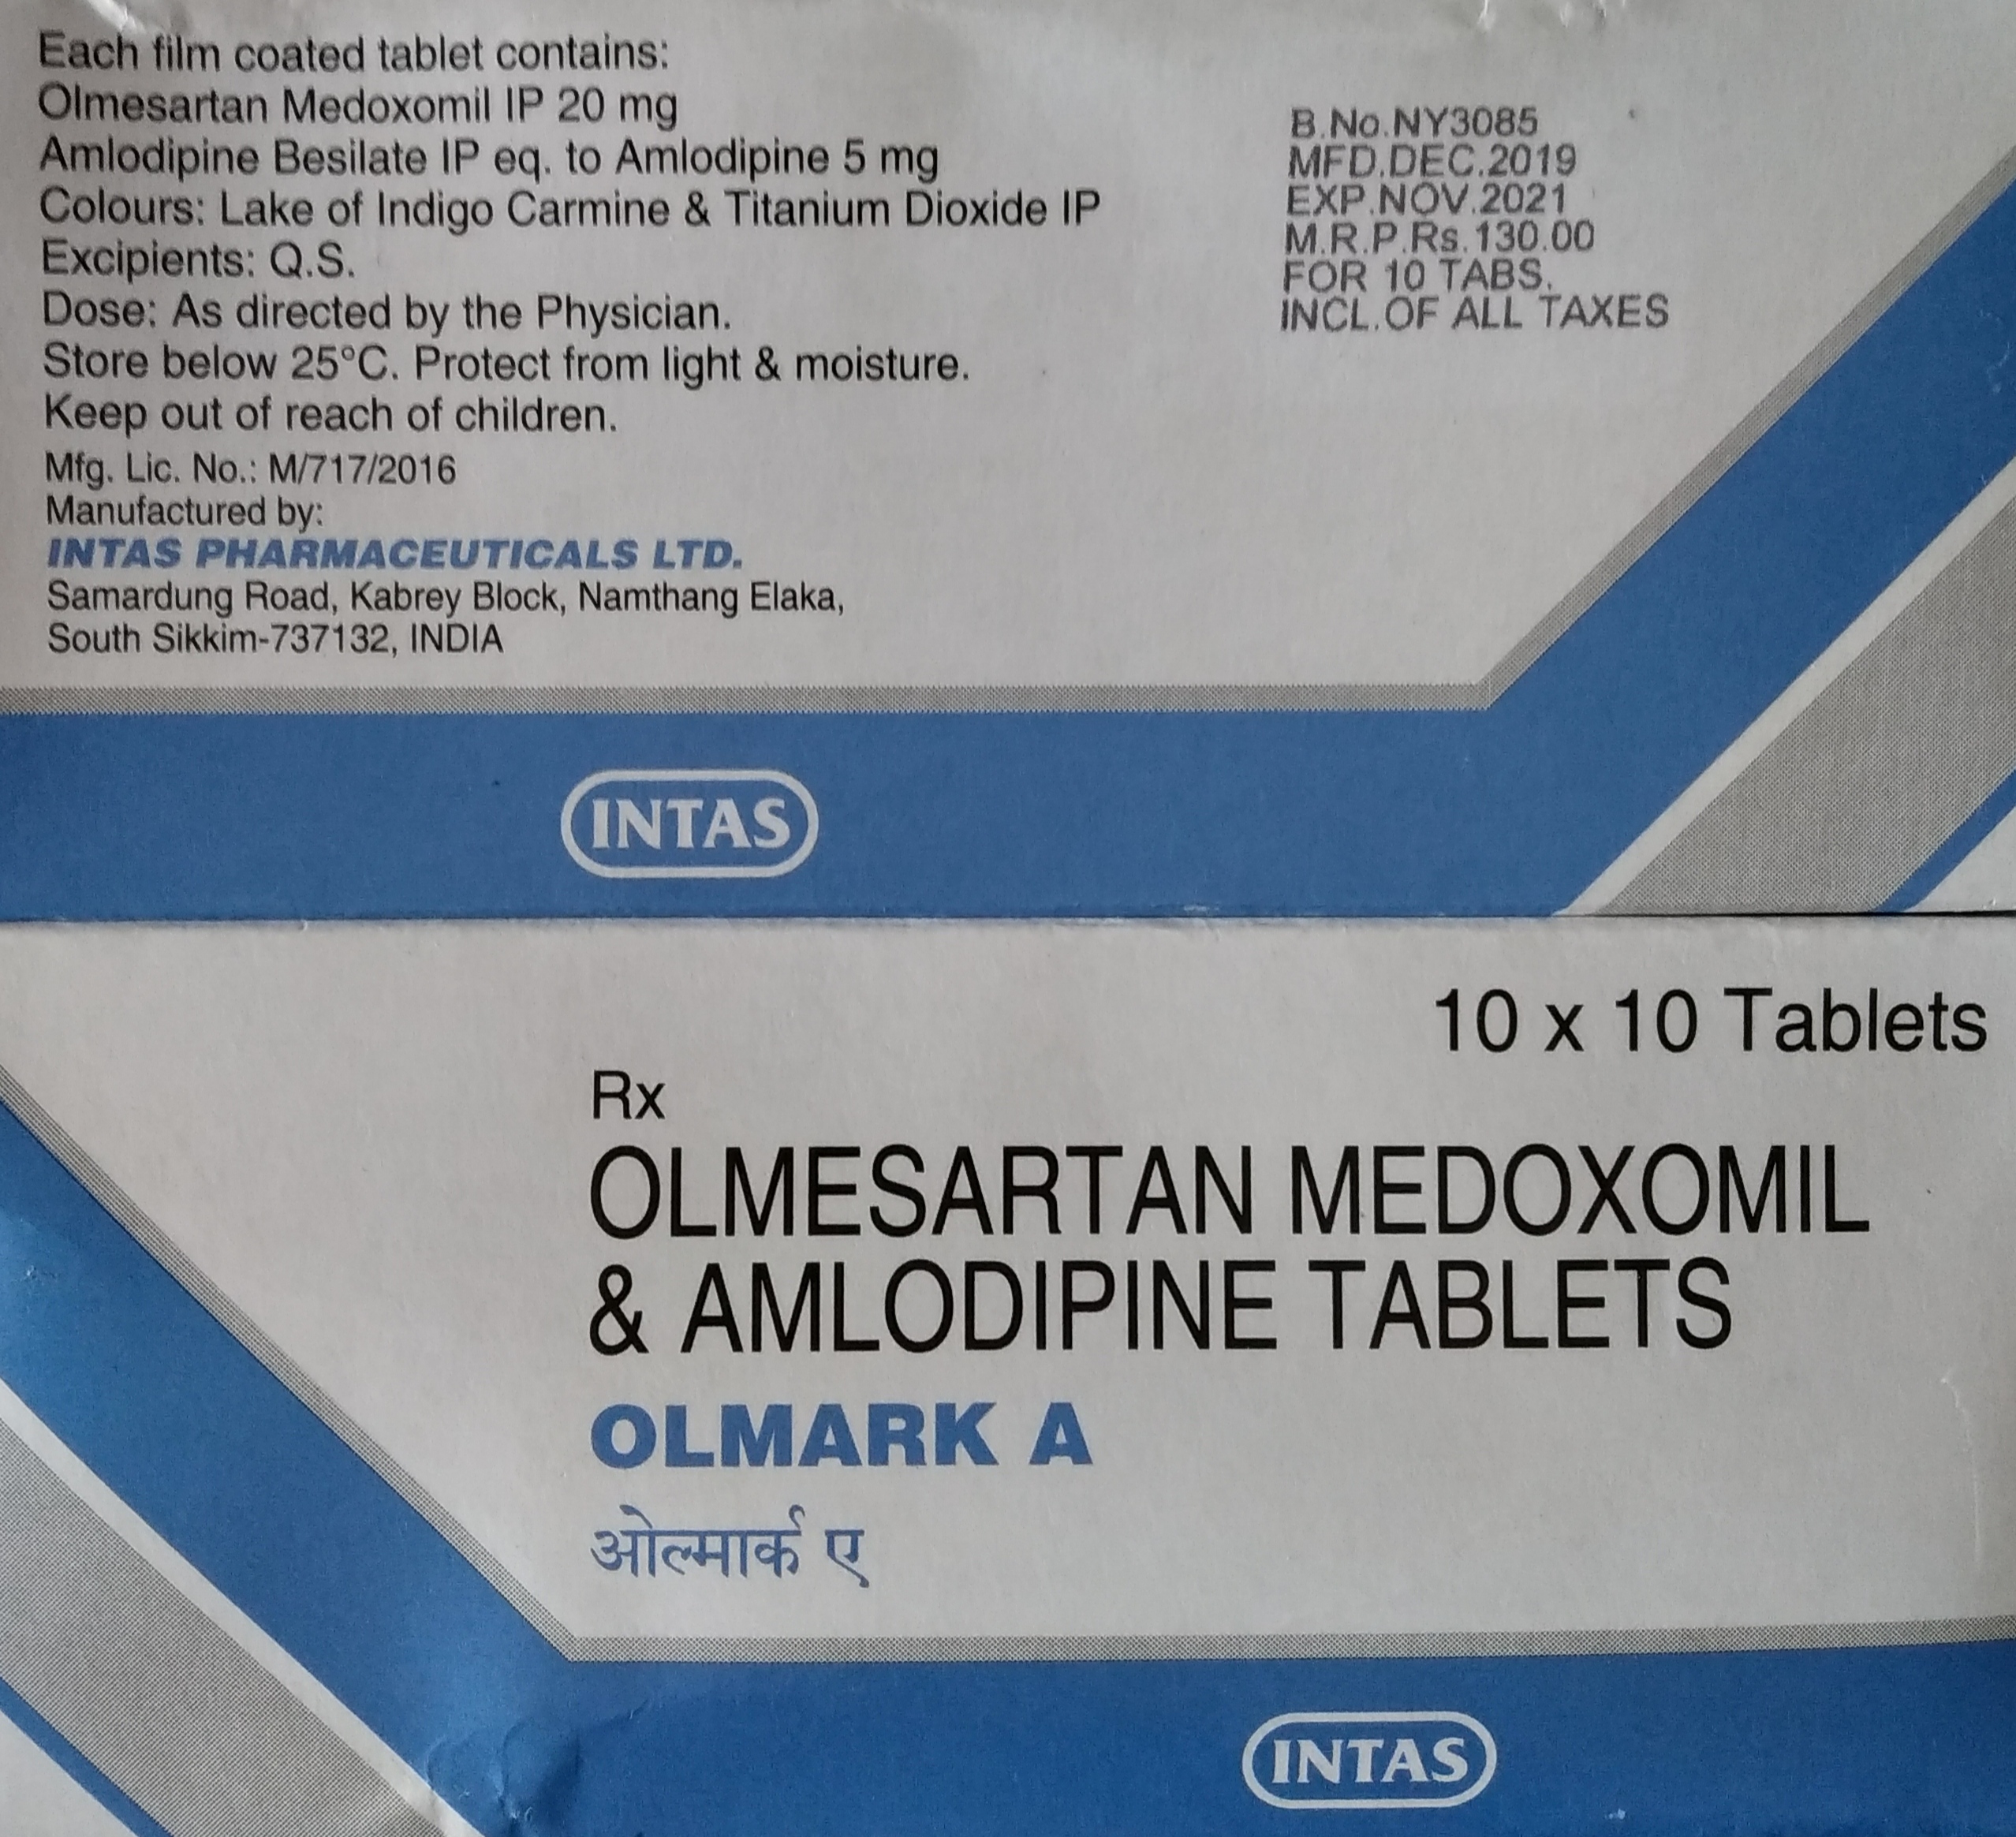 Each film coated tablet contains:
Olmesartan Medoxomil IP 20 mg
Amlodipine Besilate IP eq. to Amlodipine 5 mg
Colours: Lake of Indigo Carmine & Titanium Dioxide IP
Excipients: Q.S.
Dose: As directed by the Physician.
Store below 25°C. Protect from light & moisture.
Keep out of reach of children.
Mfg. Lic. No.: M/717/2016
Manufactured by:
INTAS PHARMACEUTICALS LTD.
Samardung Road, Kabrey Block, Namthang Elaka,
South Sikkim-737132, INDIA
B.No.NY3085
MFD.DEC.2019
EXP.NOV.2021
M.R.P.Rs.130.00
FOR 10 TABS.
INCL.OF ALL TAXES
INTAS
10 x 10 Tablets
Rx
OLMESARTAN MEDOXOMIL
& AMLODIPINE TABLETS
OLMARK A
ओल्मार्क ए
INTAS